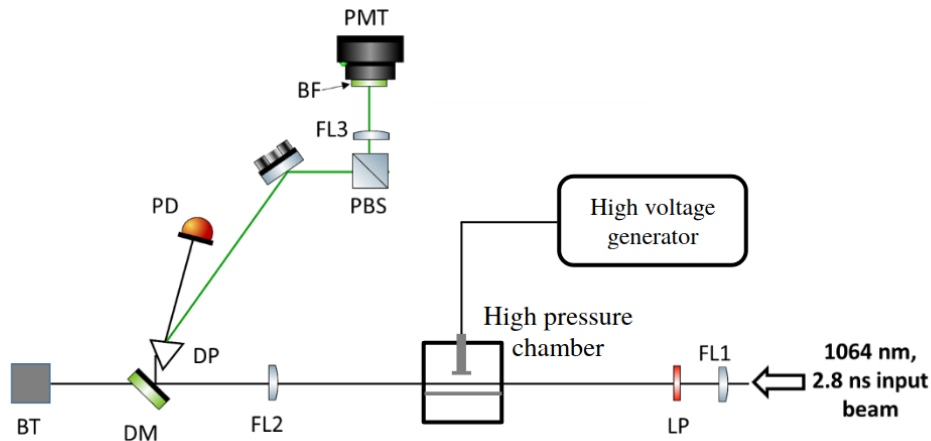 PMT
BF
FL3
PBS
PD
High voltage
generator
High pressure
chamber
DP
FL1
1064 nm,
2.8 ns input
beam
BT
DM
FL2
LP